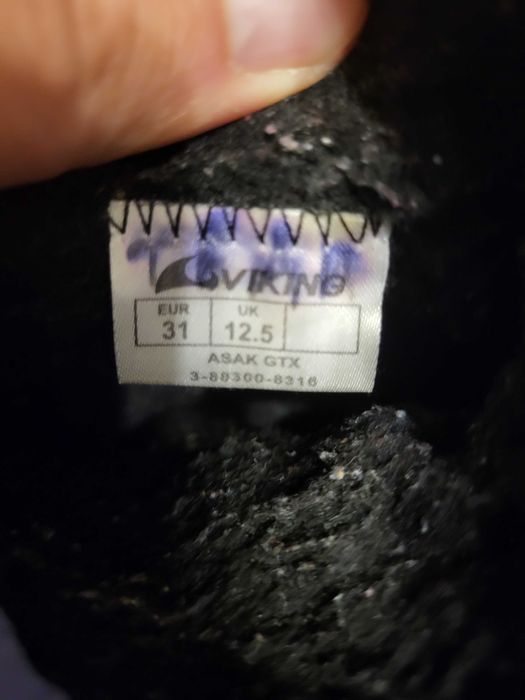 VIKING
EUR UK
31 12.5
ASAK GTX
3-88300-8316